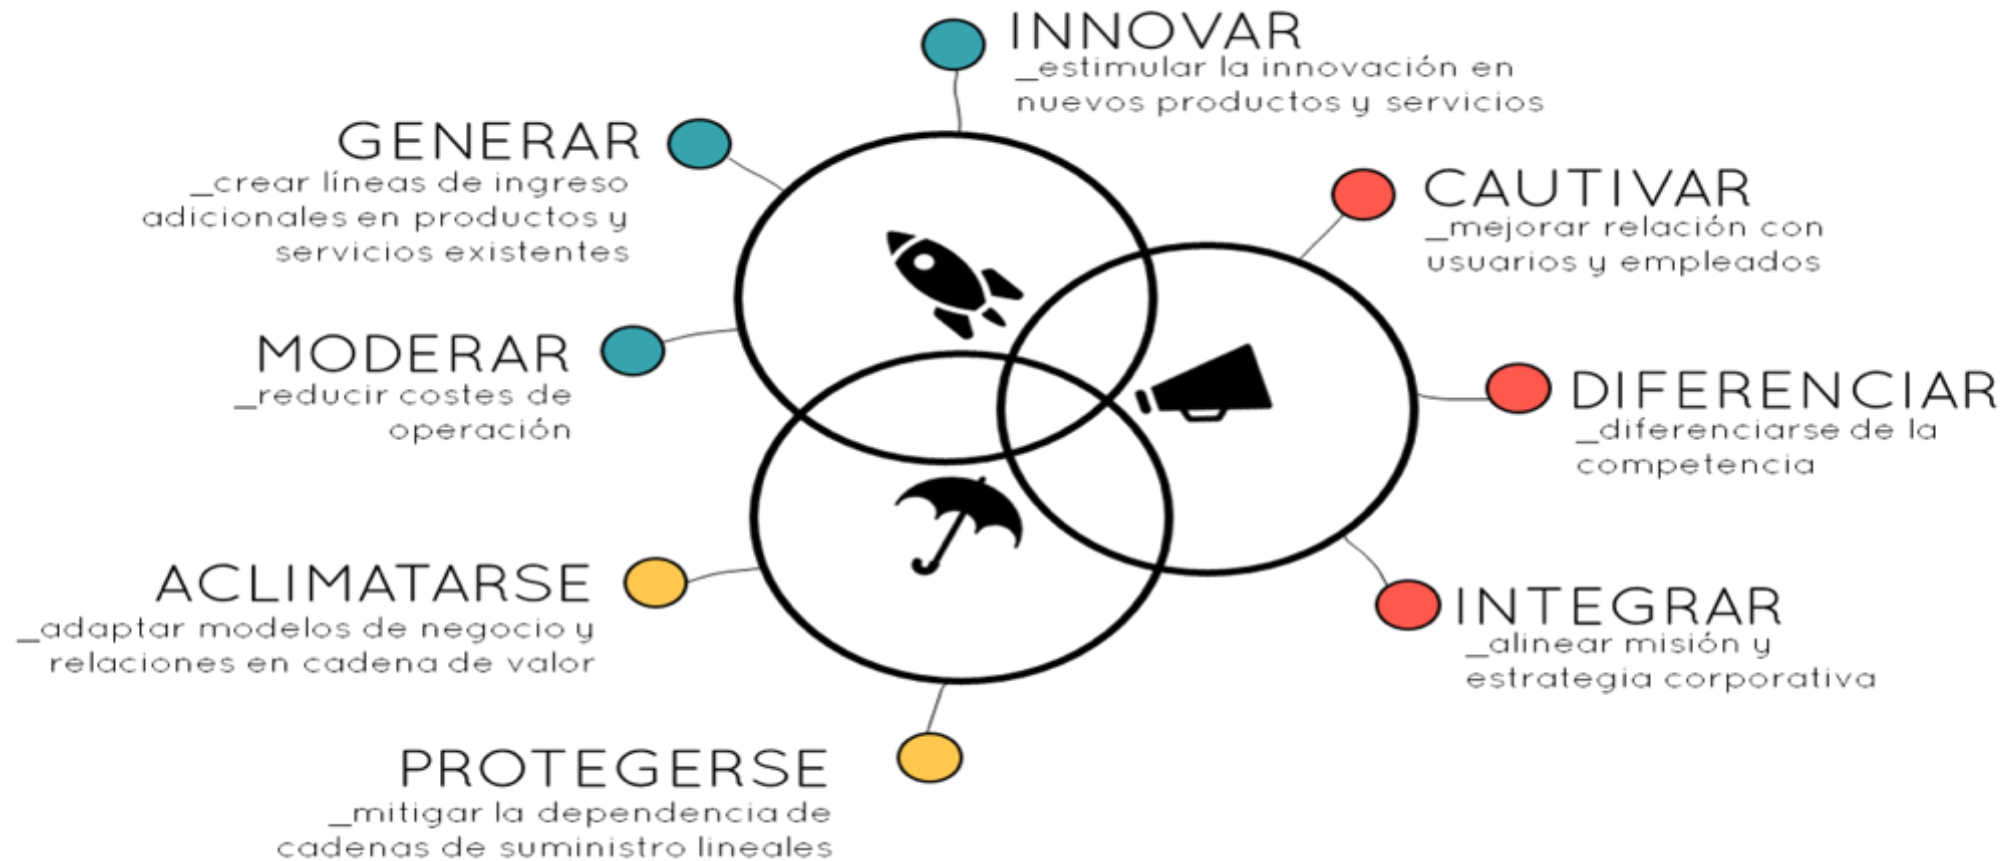 INNOVAR
_estimular la innovación en
nuevos productos y servicios
GENERAR
_crear líneas de ingreso
adicionales en productos y
servicios existentes
CAUTIVAR
_mejorar relación con
usuarios y empleados
MODERAR
_reducir costes de
operación
DIFERENCIAR
_diferenciarse de la
competencia
ACLIMATARSE
_adaptar modelos de negocio y
relaciones en cadena de valor
INTEGRAR
_alinear misión y
estrategia corporativa
PROTEGERSE
_mitigar la dependencia de
cadenas de suministro lineales